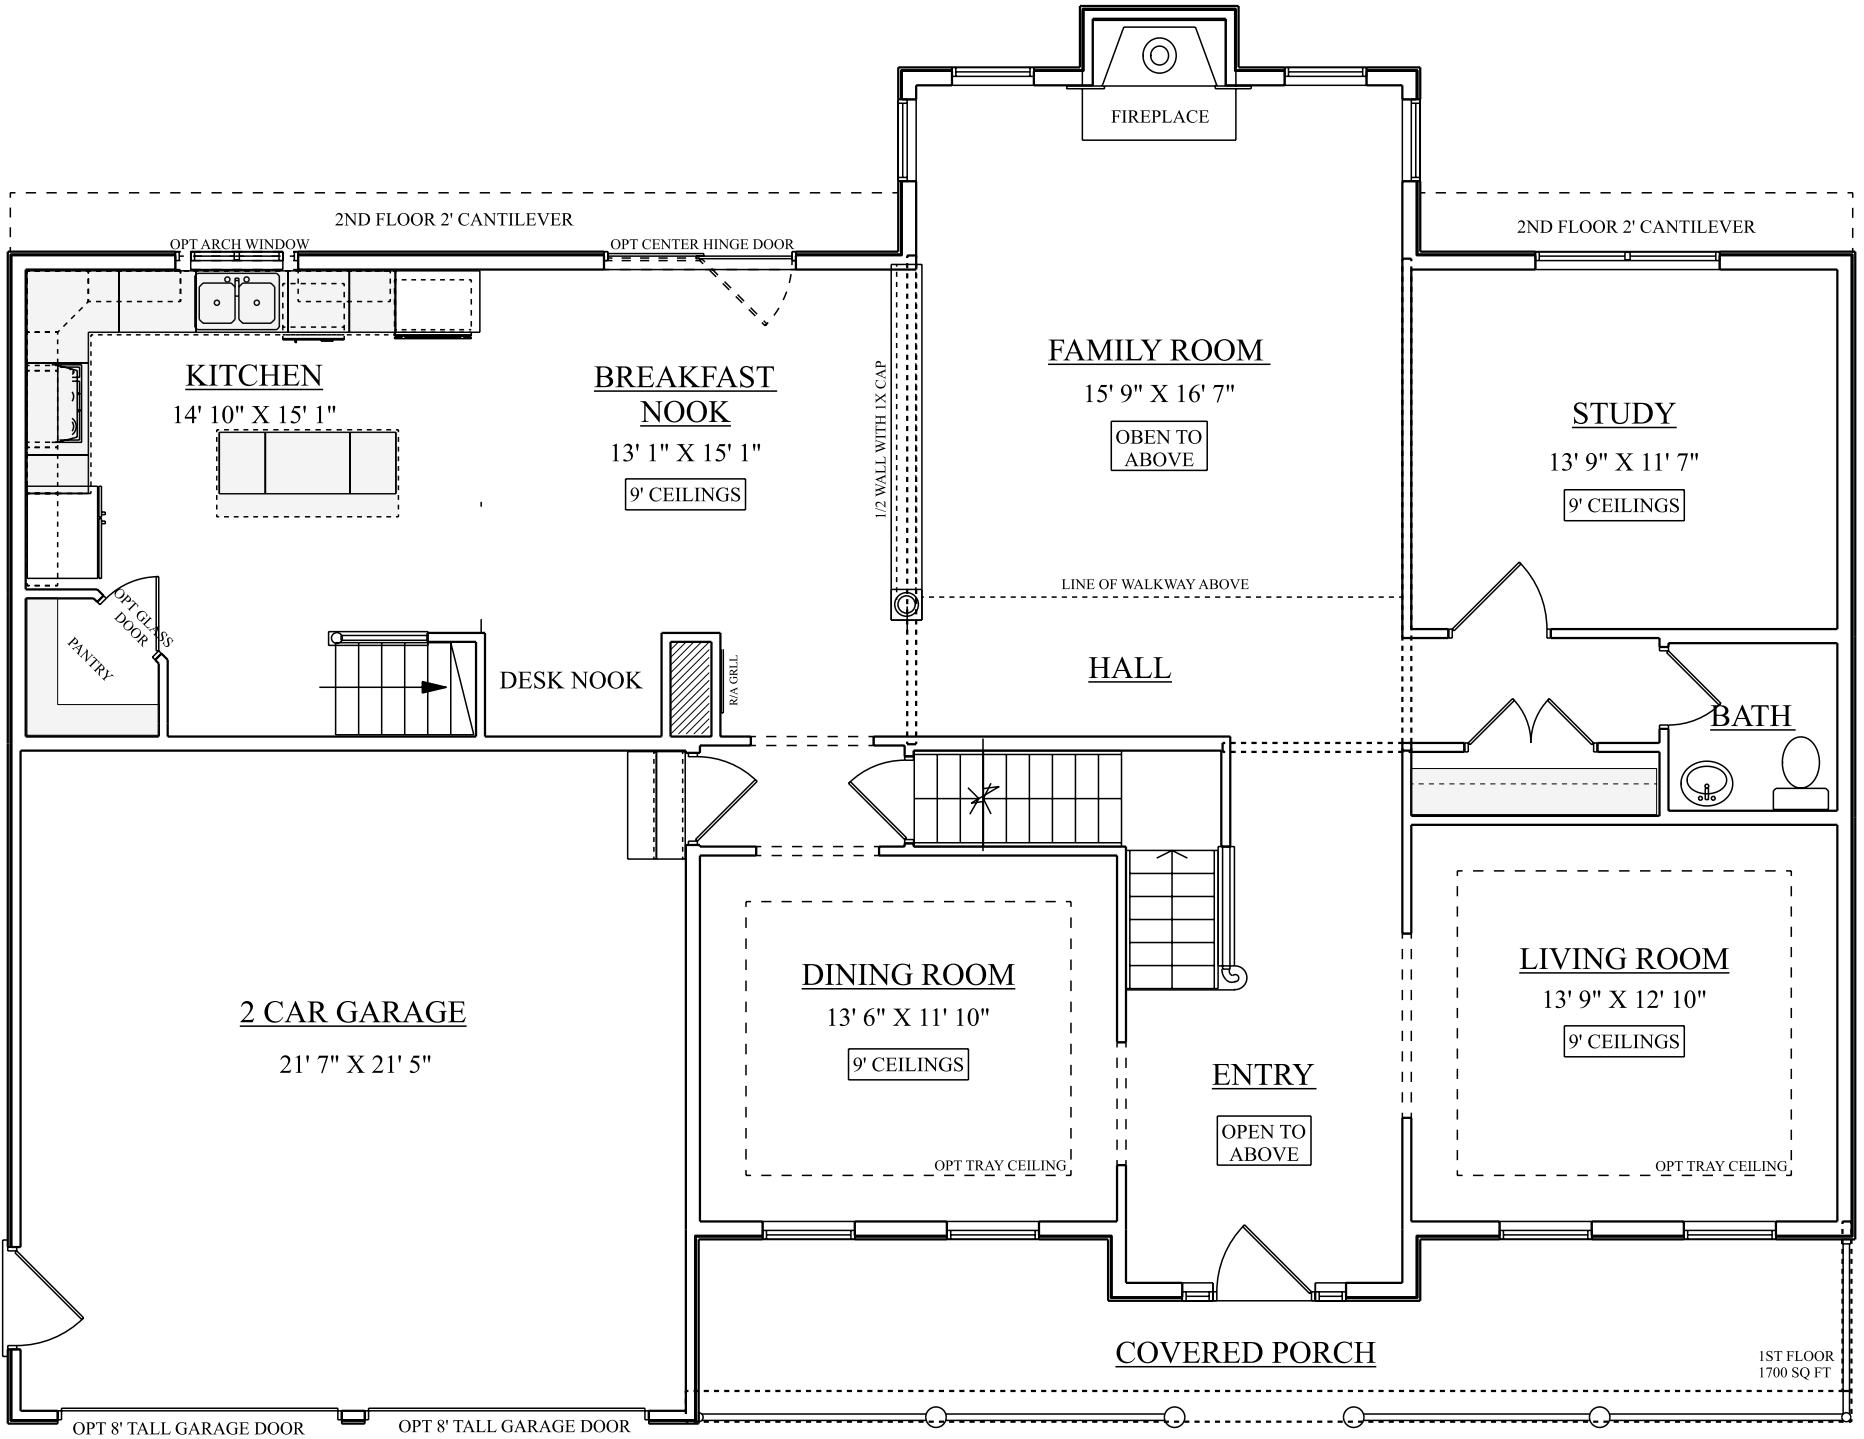 FIREPLACE
2ND FLOOR 2' CANTILEVER
2ND FLOOR 2' CANTILEVER
OPT ARCH WINDOW
OPT CENTER HINGE DOOR
KITCHEN
14' 10" X 15' 1"
BREAKFAST
NOOK
13' 1" X 15' 1"
9' CEILINGS
1/2 WALL WITH 1X CAP
FAMILY ROOM
15' 9" X 16' 7"
OBEN TO
ABOVE
STUDY
13' 9" X 11' 7"
9' CEILINGS
LINE OF WALKWAY ABOVE
OPT GLASS
DOOR
PANTRY
DESK NOOK
R/A GRLL
HALL
BATH
2 CAR GARAGE
21' 7" X 21' 5"
DINING ROOM
13' 6" X 11' 10"
9' CEILINGS
OPT TRAY CEILING
ENTRY
OPEN TO
ABOVE
LIVING ROOM
13' 9" X 12' 10"
9' CEILINGS
OPT TRAY CEILING
COVERED PORCH
1ST FLOOR
1700 SQ FT
OPT 8' TALL GARAGE DOOR
OPT 8' TALL GARAGE DOOR